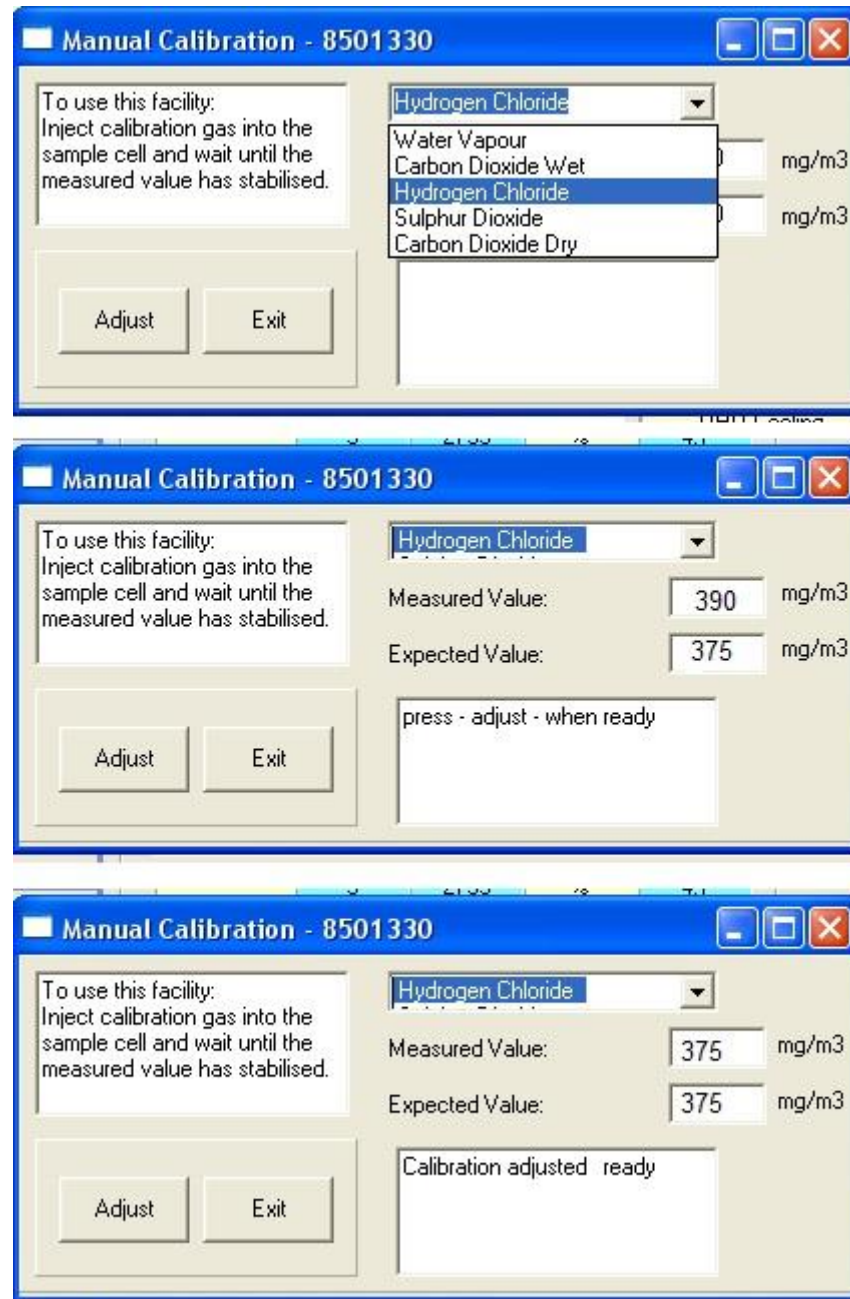 Manual Calibration - 8501330
To use this facility:
Inject calibration gas into the
sample cell and wait until the
measured value has stabilised.
Hydrogen Chloride
Water Vapour
Carbon Dioxide Wet
Hydrogen Chloride
Sulphur Dioxide
Carbon Dioxide Dry
mg/m3
mg/m3
Adjust Exit
Manual Calibration - 8501330
To use this facility:
Inject calibration gas into the
sample cell and wait until the
measured value has stabilised.
Hydrogen Chloride
Measured Value: 390 mg/m3
Expected Value: 375 mg/m3
press - adjust - when ready
Adjust Exit
Manual Calibration - 8501330
To use this facility:
Inject calibration gas into the
sample cell and wait until the
measured value has stabilised.
Hydrogen Chloride
Measured Value: 375 mg/m3
Expected Value: 375 mg/m3
Calibration adjusted ready
Adjust Exit